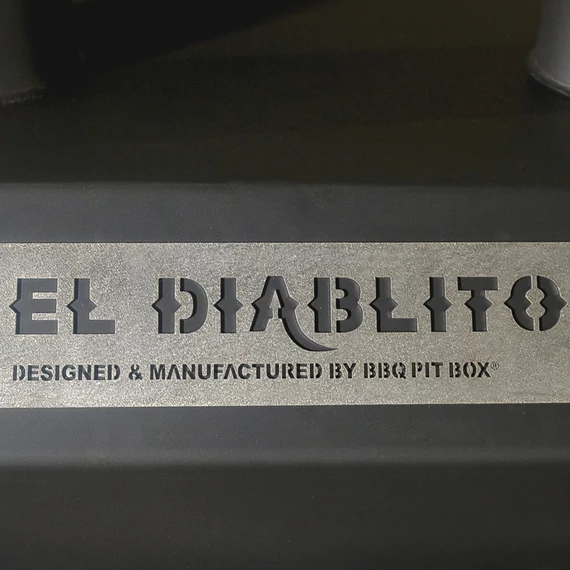 EL DIABLITO
DESIGNED & MANUFACTURED BY BBQ PIT BOX®